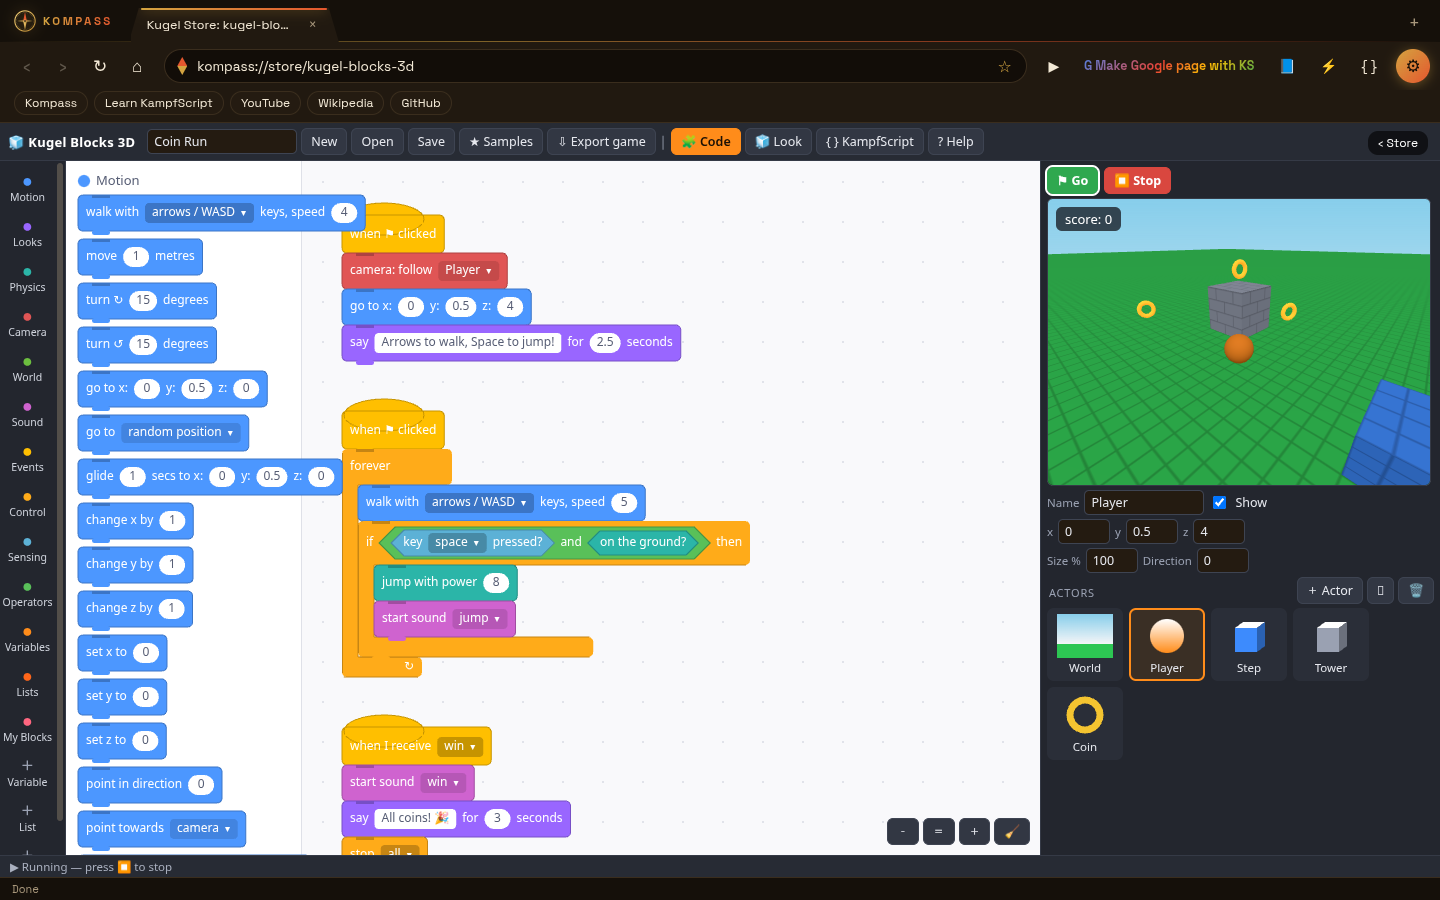 KOMPASS
Kugel Store: kugel-blo... ×
+
kompass://store/kugel-blocks-3d
G Make Google page with KS
{}
Kompass
Learn KampfScript
YouTube
Wikipedia
GitHub
Kugel Blocks 3D
Coin Run
New
Open
Save
★ Samples
⇩ Export game
|
Code
Look
{ } KampfScript
? Help
< Store
Motion
Looks
Physics
Camera
World
Sound
Events
Control
Sensing
Operators
Variables
Lists
My Blocks
+
Variable
+
List
+
Motion
walk with arrows / WASD ▾ keys, speed 4
move 1 metres
turn ↻ 15 degrees
turn ↺ 15 degrees
go to x: 0 y: 0.5 z: 0
go to random position ▾
glide 1 secs to x: 0 y: 0.5 z: 0
change x by 1
change y by 1
change z by 1
set x to 0
set y to 0
set z to 0
point in direction 0
point towards camera ▾
when ⚑ clicked
camera: follow Player ▾
go to x: 0 y: 0.5 z: 4
say Arrows to walk, Space to jump! for 2.5 seconds
when ⚑ clicked
forever
walk with arrows / WASD ▾ keys, speed 5
if key space ▾ pressed? and on the ground? then
jump with power 8
start sound jump ▾
↻
when I receive win ▾
start sound win ▾
say All coins! 🎉 for 3 seconds
stop all ▾
- = +
⚑ Go
Stop
score: 0
Name Player Show
x 0 y 0.5 z 4
Size % 100 Direction 0
ACTORS
+ Actor
World
Player
Step
Tower
Coin
▶ Running — press ⏹ to stop
Done